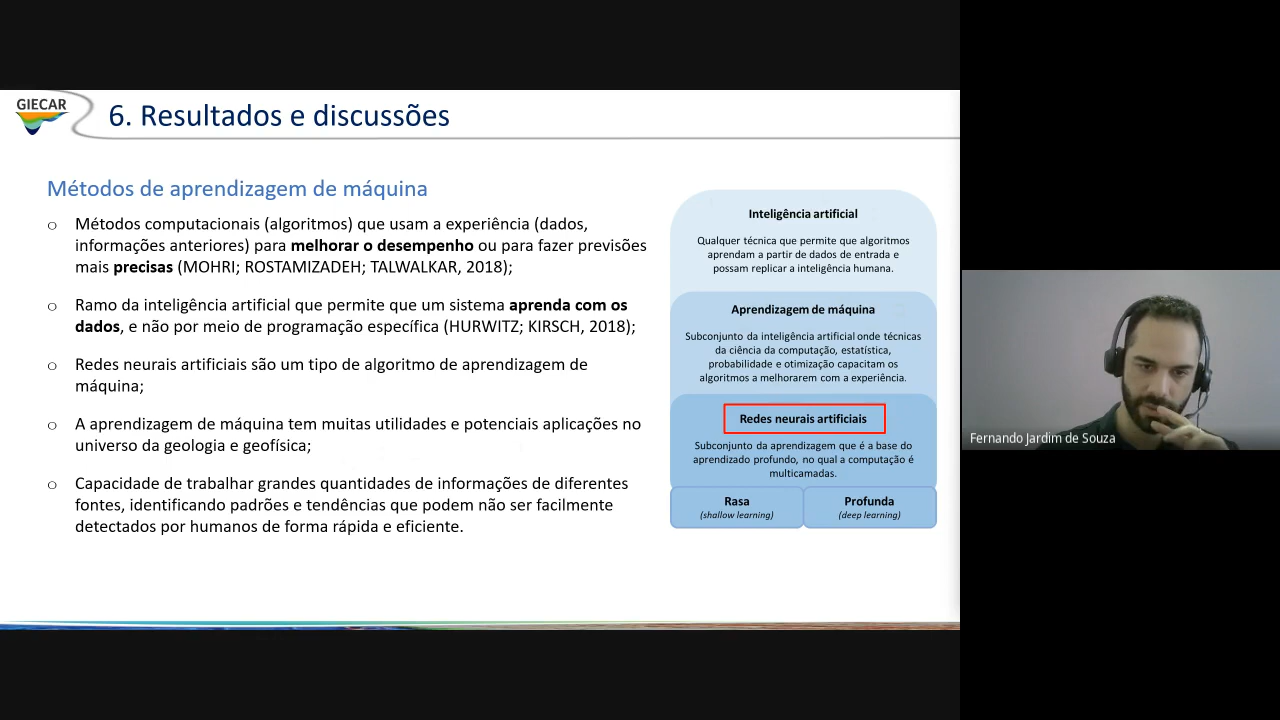 GIECAR
6. Resultados e discussões
Métodos de aprendizagem de máquina
o Métodos computacionais (algoritmos) que usam a experiência (dados,
informações anteriores) para melhorar o desempenho ou para fazer previsões
mais precisas (MOHRI; ROSTAMIZADEH; TALWALKAR, 2018);
o Ramo da inteligência artificial que permite que um sistema aprenda com os
dados, e não por meio de programação específica (HURWITZ; KIRSCH, 2018);
o Redes neurais artificiais são um tipo de algoritmo de aprendizagem de
máquina;
o A aprendizagem de máquina tem muitas utilidades e potenciais aplicações no
universo da geologia e geofísica;
o Capacidade de trabalhar grandes quantidades de informações de diferentes
fontes, identificando padrões e tendências que podem não ser facilmente
detectados por humanos de forma rápida e eficiente.
Inteligência artificial
Qualquer técnica que permite que algoritmos
aprendam a partir de dados de entrada e
possam replicar a inteligência humana.
Aprendizagem de máquina
Subconjunto da inteligência artificial onde técnicas
da ciência da computação, estatística,
probabilidade e otimização capacitam os
algoritmos a melhorarem com a experiência.
Redes neurais artificiais
Subconjunto da aprendizagem que é a base do
aprendizado profundo, no qual a computação é
multicamadas.
Rasa
(shallow learning)
Profunda
(deep learning)
Fernando Jardim de Souza